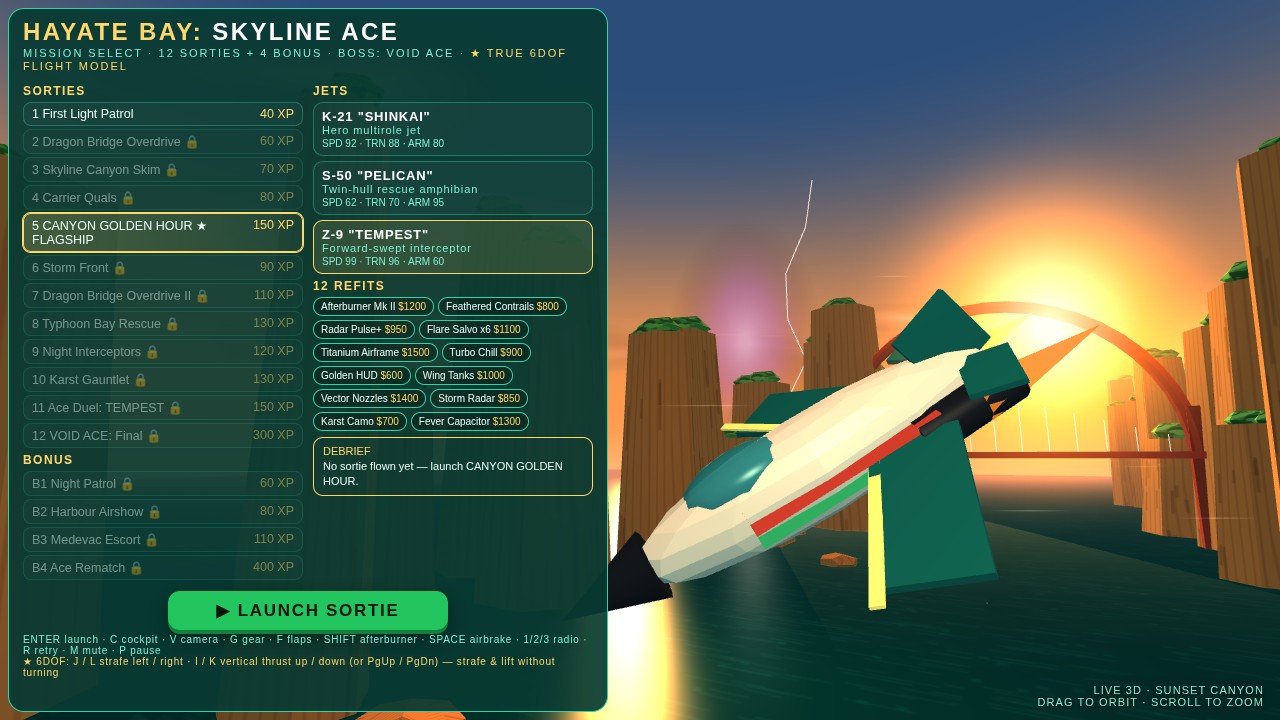 HAYATE BAY: SKYLINE ACE
MISSION SELECT · 12 SORTIES + 4 BONUS · BOSS: VOID ACE · ★ TRUE 6DOF
FLIGHT MODEL
SORTIES
1 First Light Patrol 40 XP
2 Dragon Bridge Overdrive 🔒 60 XP
3 Skyline Canyon Skim 🔒 70 XP
4 Carrier Quals 🔒 80 XP
5 CANYON GOLDEN HOUR ★ 150 XP
FLAGSHIP
6 Storm Front 🔒 90 XP
7 Dragon Bridge Overdrive II 🔒 110 XP
8 Typhoon Bay Rescue 🔒 130 XP
9 Night Interceptors 🔒 120 XP
10 Karst Gauntlet 🔒 130 XP
11 Ace Duel: TEMPEST 🔒 150 XP
12 VOID ACE: Final 🔒 300 XP
BONUS
B1 Night Patrol 🔒 60 XP
B2 Harbour Airshow 🔒 80 XP
B3 Medevac Escort 🔒 110 XP
B4 Ace Rematch 🔒 400 XP
JETS
K-21 "SHINKAI"
Hero multirole jet
SPD 92 · TRN 88 · ARM 80
S-50 "PELICAN"
Twin-hull rescue amphibian
SPD 62 · TRN 70 · ARM 95
Z-9 "TEMPEST"
Forward-swept interceptor
SPD 99 · TRN 96 · ARM 60
12 REFITS
Afterburner Mk II $1200 Feathered Contrails $800
Radar Pulse+ $950 Flare Salvo x6 $1100
Titanium Airframe $1500 Turbo Chill $900
Golden HUD $600 Wing Tanks $1000
Vector Nozzles $1400 Storm Radar $850
Karst Camo $700 Fever Capacitor $1300
DEBRIEF
No sortie flown yet — launch CANYON GOLDEN
HOUR.
▶ LAUNCH SORTIE
ENTER launch · C cockpit · V camera · G gear · F flaps · SHIFT afterburner · SPACE airbrake · 1/2/3 radio ·
R retry · M mute · P pause
★ 6DOF: J / L strafe left / right · I / K vertical thrust up / down (or PgUp / PgDn) — strafe & lift without
turning
LIVE 3D · SUNSET CANYON
DRAG TO ORBIT · SCROLL TO ZOOM